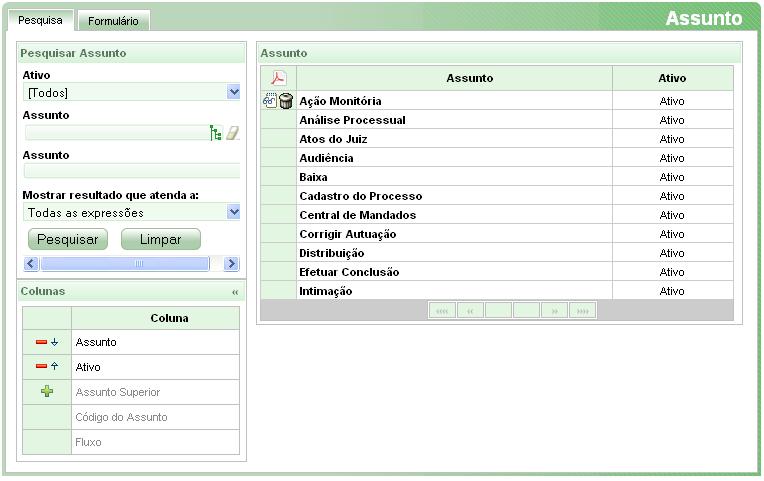 Pesquisa
Formulário
Assunto
Pesquisar Assunto
Ativo
[Todos]
Assunto
Assunto
Mostrar resultado que atenda a:
Todas as expressões
Pesquisar
Limpar
Colunas
«
Coluna
Assunto
Ativo
Assunto Superior
Código do Assunto
Fluxo
Assunto
Assunto Ativo
Ação Monitória Ativo
Análise Processual Ativo
Atos do Juiz Ativo
Audiência Ativo
Baixa Ativo
Cadastro do Processo Ativo
Central de Mandados Ativo
Corrigir Autuação Ativo
Distribuição Ativo
Efetuar Conclusão Ativo
Intimação Ativo
«« « » »»